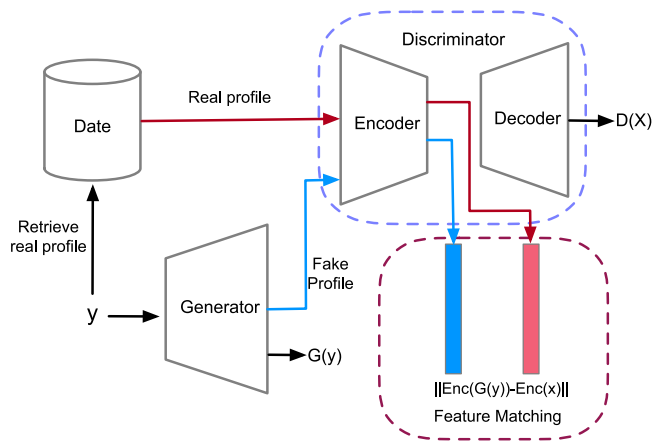 Discriminator
Real profile
Date
Encoder
Decoder
D(X)
Retrieve
real profile
Fake
Profile
y
Generator
G(y)
||Enc(G(y))-Enc(x)||
Feature Matching